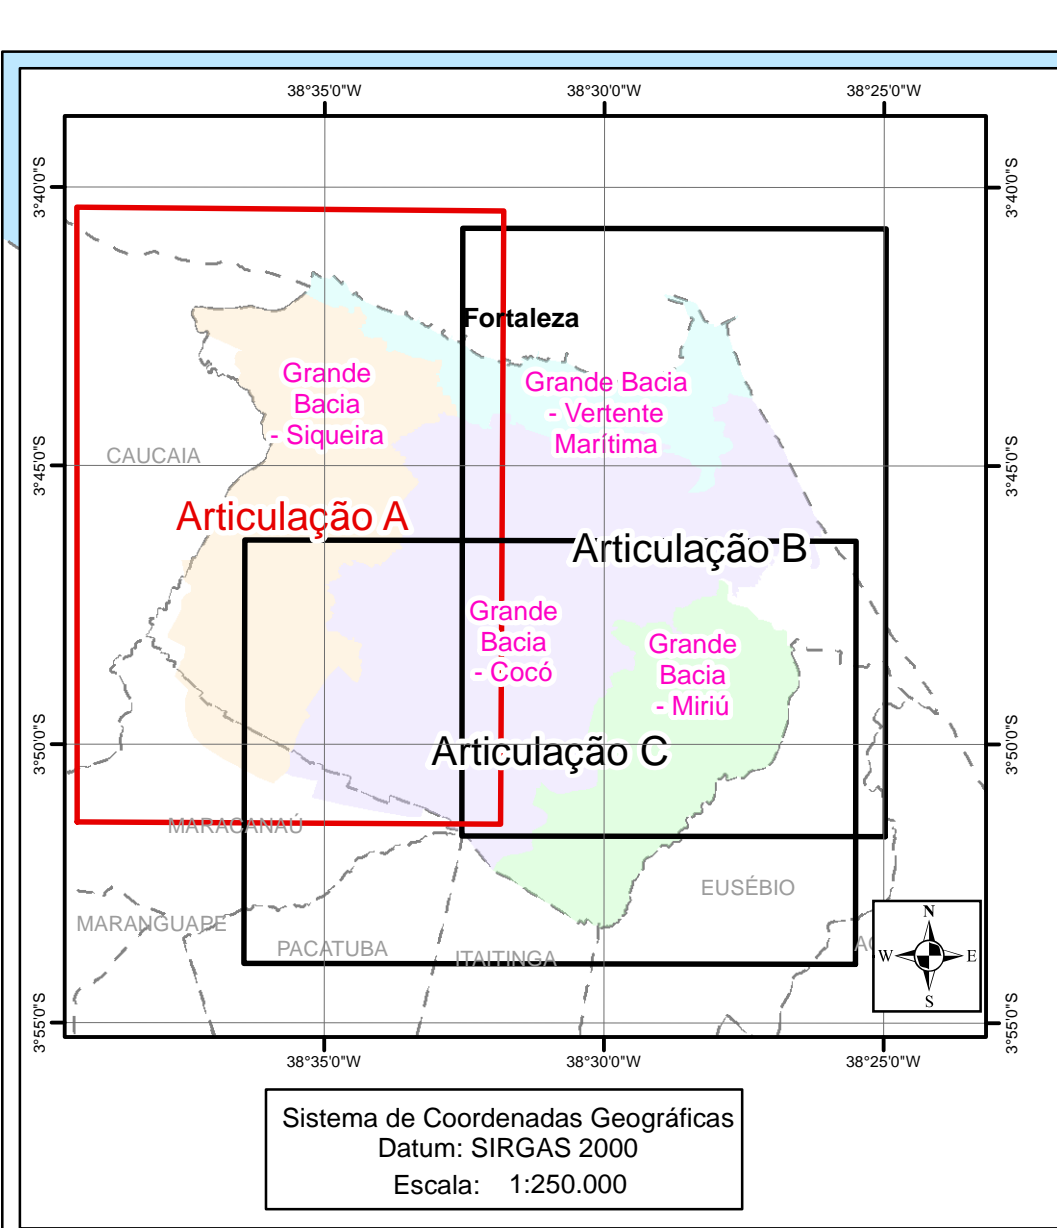 38°35'0"W
38°30'0"W
38°25'0"W
3°40'0"S
3°40'0"S
Fortaleza
Grande
Bacia
- Siqueira
Grande Bacia
- Vertente
Marítima
CAUCAIA
3°45'0"S
3°45'0"S
Articulação A
Articulação B
Grande
Bacia
- Cocó
Grande
Bacia
- Miriú
3°50'0"S
3°50'0"S
Articulação C
MARACANAÚ
EUSÉBIO
MARANGUAPE
PACATUBA
ITAITINGA
N
W
E
S
3°55'0"S
3°55'0"S
38°35'0"W
38°30'0"W
38°25'0"W
Sistema de Coordenadas Geográficas
Datum: SIRGAS 2000
Escala: 1:250.000